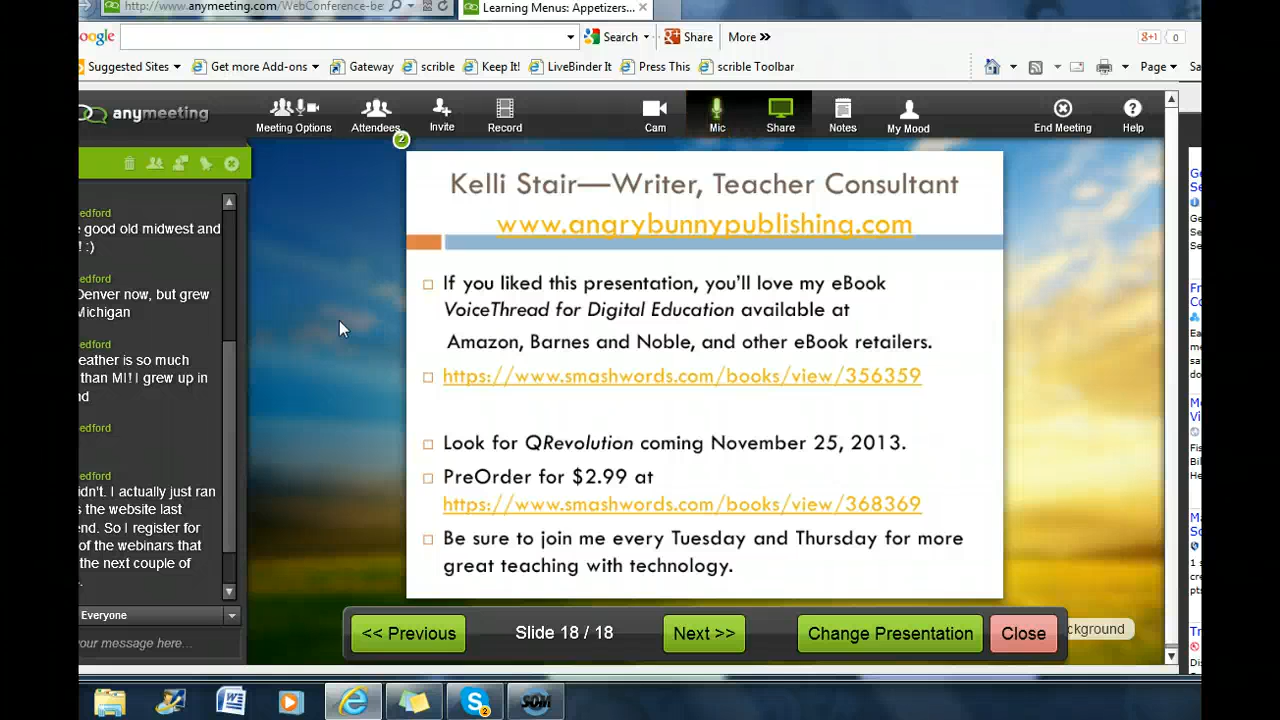 http://www.anymeeting.com/WebConference-be
Learning Menus: Appetizers...
oogle
Search
Share
More »
g+1
0
Suggested Sites
Get more Add-ons
Gateway
scrible
Keep It!
LiveBinder It
Press This
scrible Toolbar
Page
Sa
anymeeting
Meeting Options
Attendees
2
Invite
Record
Cam
Mic
Share
Notes
My Mood
End Meeting
Help
edford
e good old midwest and
! :)
edford
Denver now, but grew
Michigan
edford
eather is so much
than MI! I grew up in
nd
edford
edford
idn't. I actually just ran
s the website last
end. So I register for
of the webinars that
the next couple of
Everyone
your message here...
Kelli Stair—Writer, Teacher Consultant
www.angrybunnypublishing.com
If you liked this presentation, you'll love my eBook
VoiceThread for Digital Education available at
Amazon, Barnes and Noble, and other eBook retailers.
https://www.smashwords.com/books/view/356359
Look for QRevolution coming November 25, 2013.
PreOrder for $2.99 at
https://www.smashwords.com/books/view/368369
Be sure to join me every Tuesday and Thursday for more
great teaching with technology.
<< Previous
Slide 18 / 18
Next >>
Change Presentation
Close
ckground
2
SDM